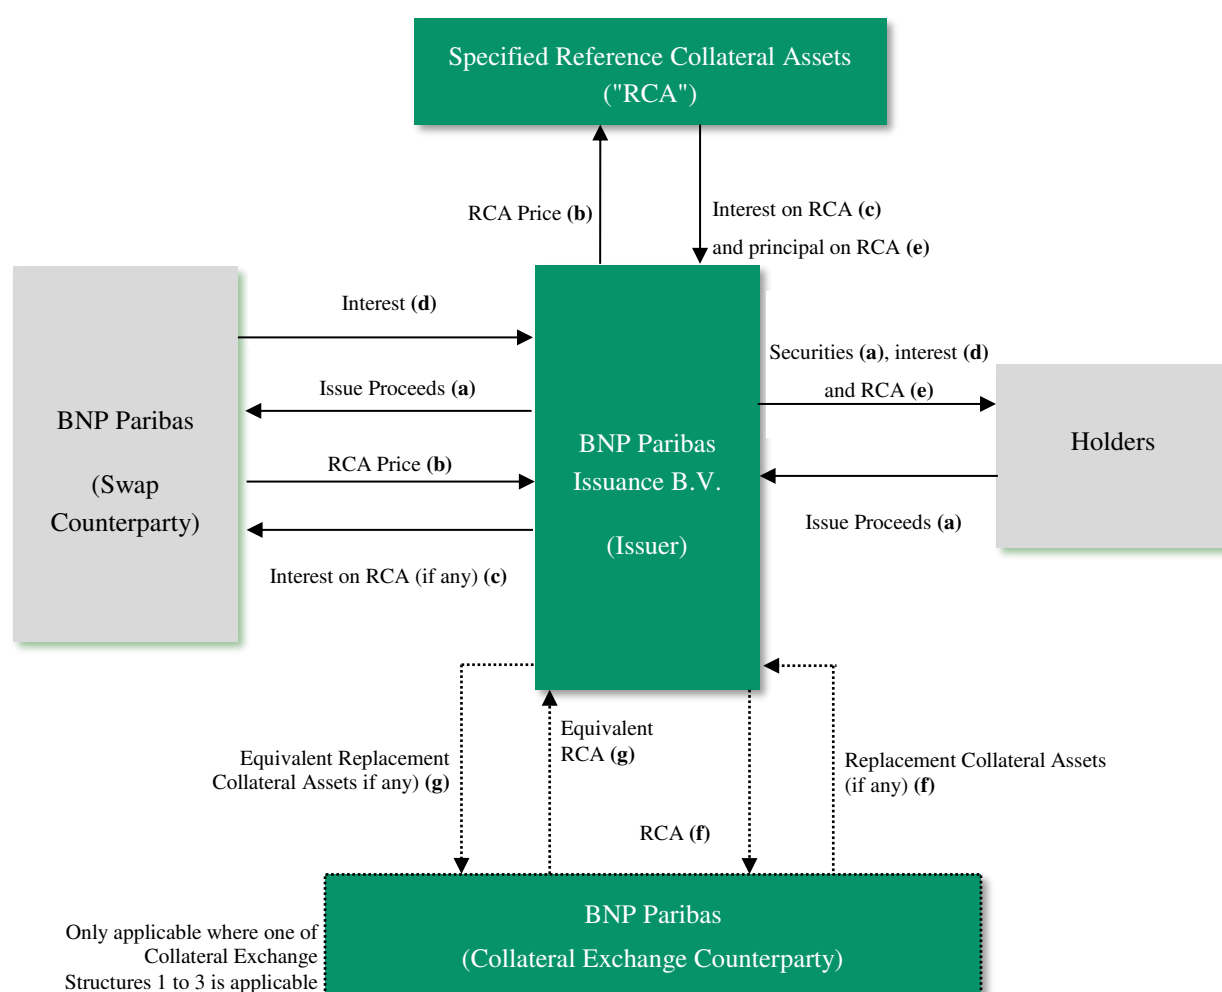 Specified Reference Collateral Assets
("RCA")
RCA Price (b)
Interest on RCA (c)
and principal on RCA (e)
Interest (d)
Issue Proceeds (a)
RCA Price (b)
Interest on RCA (if any) (c)
BNP Paribas
(Swap
Counterparty)
BNP Paribas
Issuance B.V.
(Issuer)
Securities (a), interest (d)
and RCA (e)
Issue Proceeds (a)
Holders
Equivalent Replacement
Collateral Assets if any) (g)
Equivalent
RCA (g)
RCA (f)
Replacement Collateral Assets
(if any) (f)
BNP Paribas
(Collateral Exchange Counterparty)
Only applicable where one of
Collateral Exchange
Structures 1 to 3 is applicable